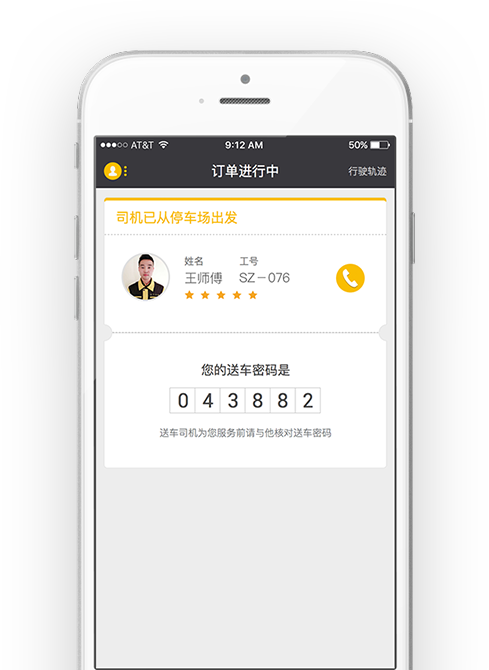 AT&T 9:12 AM 50%
订单进行中 行驶轨迹
司机已从停车场出发
姓名 工号
王师傅 SZ－076
您的送车密码是
0 4 3 8 8 2
送车司机为您服务前请与他核对送车密码